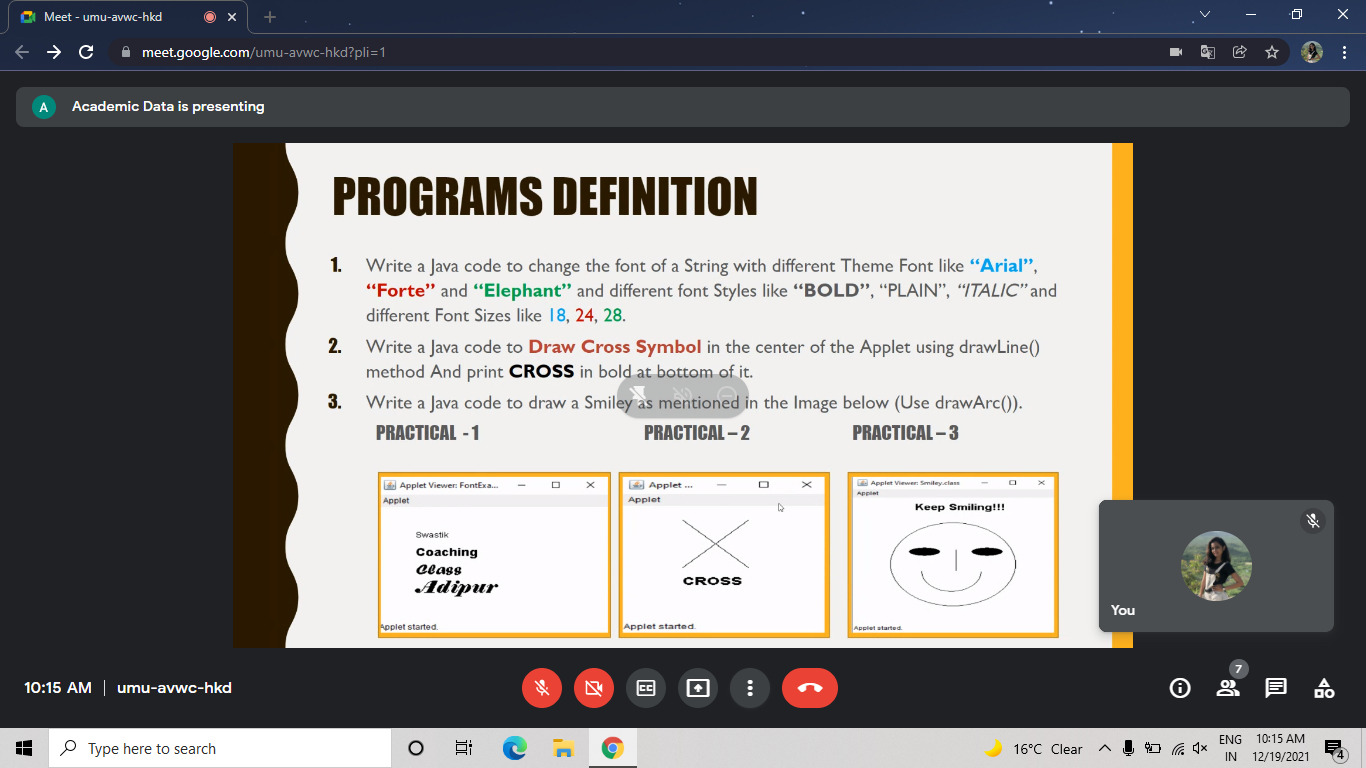 Meet - umu-avwc-hkd
meet.google.com/umu-avwc-hkd?pli=1
A Academic Data is presenting
PROGRAMS DEFINITION
1. Write a Java code to change the font of a String with different Theme Font like “Arial”,
“Forte” and “Elephant” and different font Styles like “BOLD”, “PLAIN”, “ITALIC” and
different Font Sizes like 18, 24, 28.
2. Write a Java code to Draw Cross Symbol in the center of the Applet using drawLine()
method And print CROSS in bold at bottom of it.
3. Write a Java code to draw a Smiley as mentioned in the Image below (Use drawArc()).
PRACTICAL - 1 PRACTICAL – 2 PRACTICAL – 3
Applet Viewer: FontExa...
Applet
Swastik
Coaching
Class
Adipur
Applet started.
Applet ...
Applet
CROSS
Applet started.
Applet Viewer: Smiley.class
Applet
Keep Smiling!!!
Applet started.
You
10:15 AM | umu-avwc-hkd
CC
7
Type here to search
16°C Clear
ENG
IN
10:15 AM
12/19/2021
4